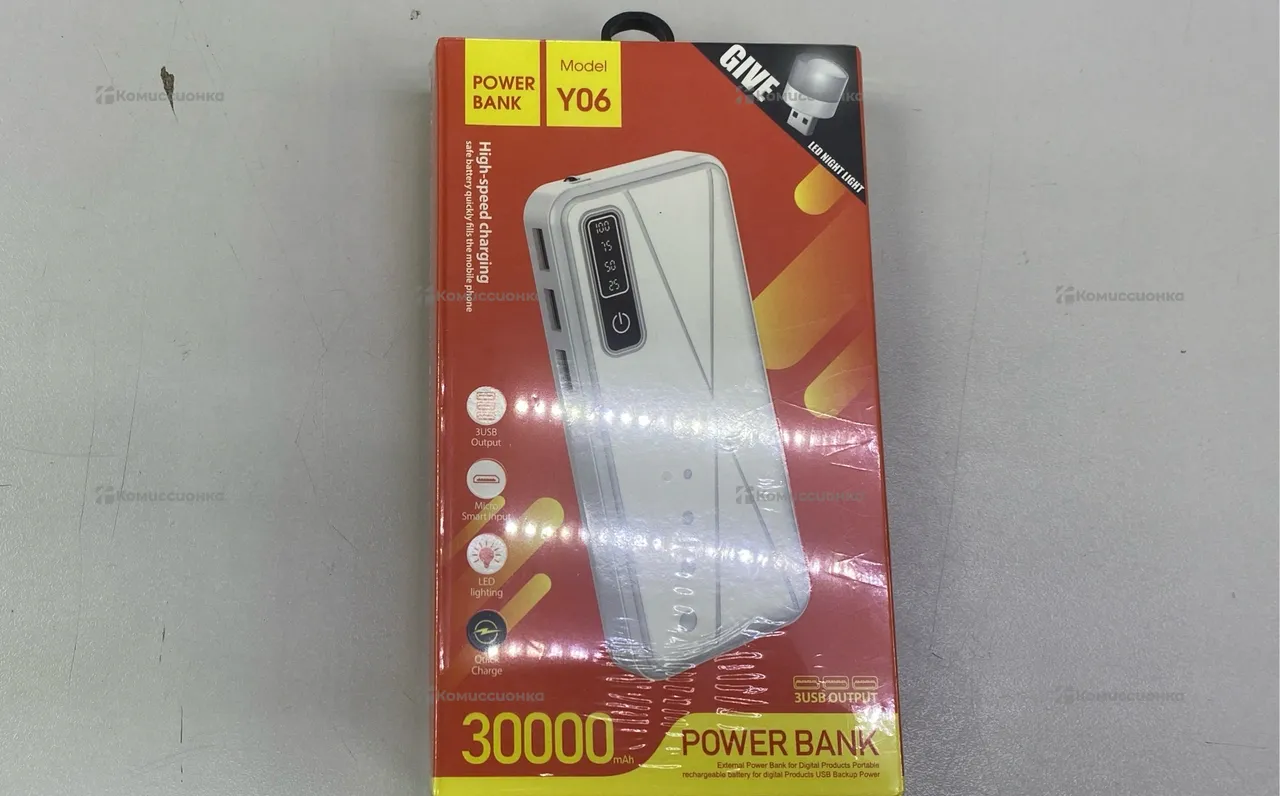 POWER
BANK
Model
Y06
GIVE
LED NIGHT LIGHT
High-speed charging
safe battery quickly fills the mobile phone
100
75
50
25
3USB
Output
Micro
Smart Input
LED
lighting
Quick
Charge
3USB OUTPUT
30000mAh
POWER BANK
External Power Bank for Digital Products Portable
rechargeable battery for digital Products USB Backup Power
Комиссионка
Комиссионка
Комиссионка
Комиссионка
Комиссионка
Комиссионка
Комиссионка
Комиссионка
Комиссионка